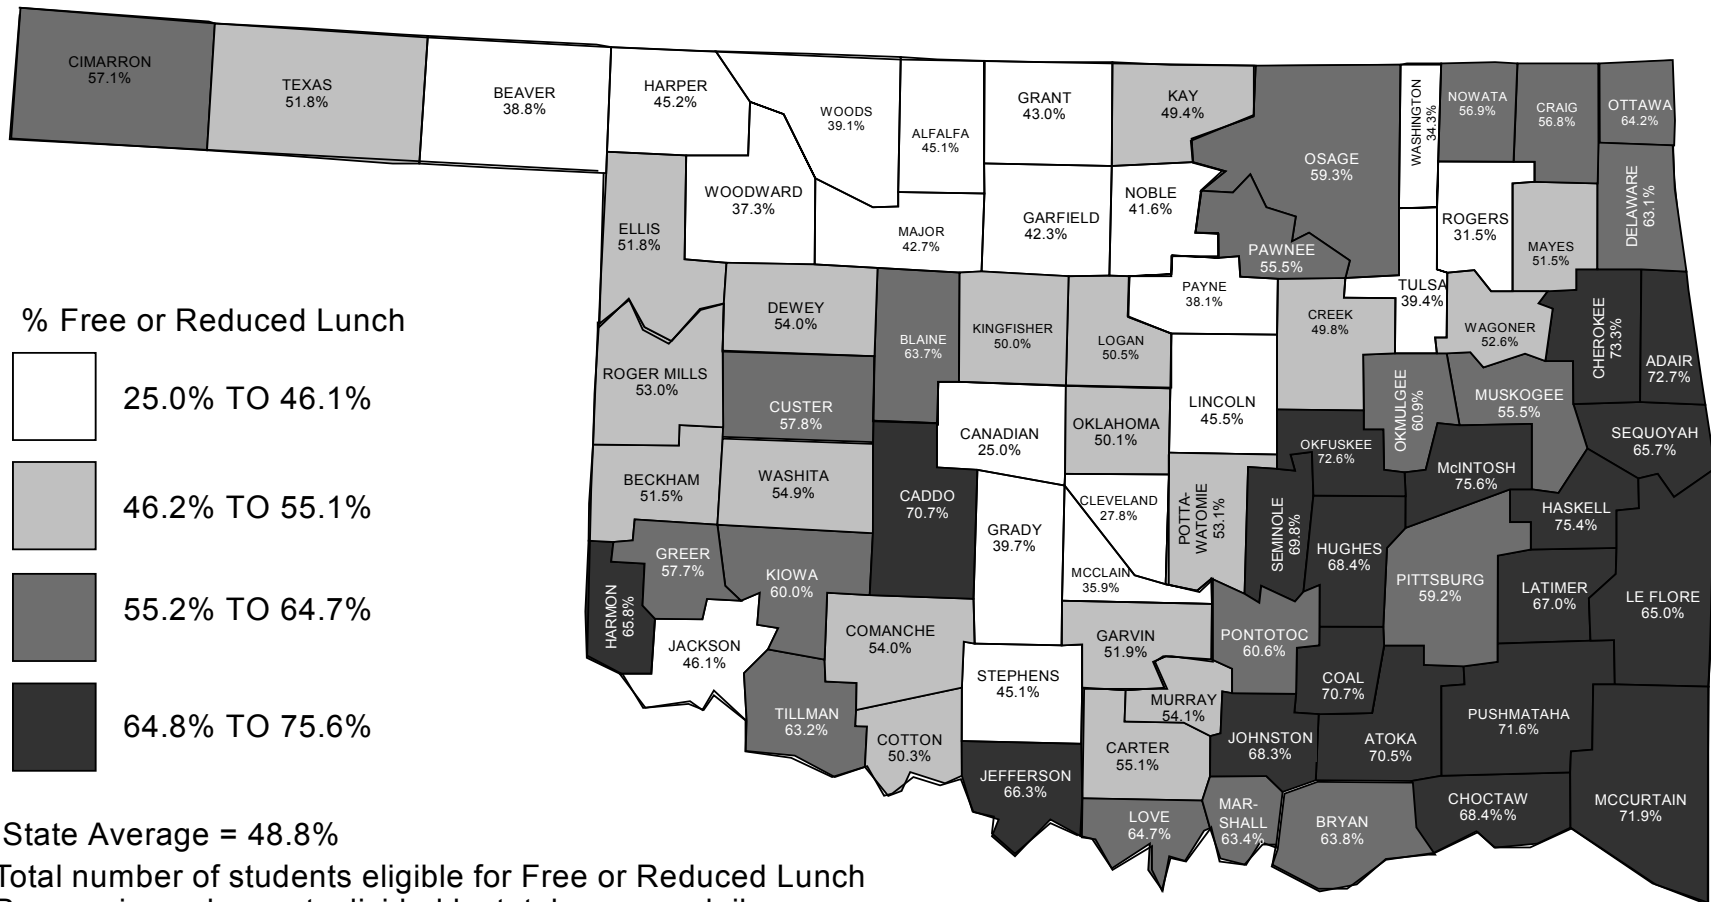 CIMARRON
57.1%
TEXAS
51.8%
BEAVER
38.8%
HARPER
45.2%
WOODS
39.1%
ALFALFA
45.1%
GRANT
43.0%
KAY
49.4%
OSAGE
59.3%
WASHINGTON
34.3%
NOWATA
56.9%
CRAIG
56.8%
OTTAWA
64.2%
DELAWARE
63.1%
ELLIS
51.8%
WOODWARD
37.3%
MAJOR
42.7%
GARFIELD
42.3%
NOBLE
41.6%
PAWNEE
55.5%
ROGERS
31.5%
MAYES
51.5%
DEWEY
54.0%
BLAINE
63.7%
KINGFISHER
50.0%
LOGAN
50.5%
PAYNE
38.1%
CREEK
49.8%
TULSA
39.4%
WAGONER
52.6%
CHEROKEE
73.3%
ADAIR
72.7%
ROGER MILLS
53.0%
CUSTER
57.8%
CANADIAN
25.0%
OKLAHOMA
50.1%
LINCOLN
45.5%
OKFUSKEE
72.6%
OKMULGEE
60.9%
MUSKOGEE
55.5%
SEQUOYAH
65.7%
BECKHAM
51.5%
WASHITA
54.9%
CADDO
70.7%
GRADY
39.7%
CLEVELAND
27.8%
POTTA-
WATOMIE
53.1%
SEMINOLE
69.8%
HUGHES
68.4%
McINTOSH
75.6%
HASKELL
75.4%
HARMON
65.8%
GREER
57.7%
KIOWA
60.0%
MCCLAIN
35.9%
PITTSBURG
59.2%
LATIMER
67.0%
LE FLORE
65.0%
JACKSON
46.1%
COMANCHE
54.0%
STEPHENS
45.1%
GARVIN
51.9%
PONTOTOC
60.6%
COAL
70.7%
TILLMAN
63.2%
COTTON
50.3%
JEFFERSON
66.3%
MURRAY
54.1%
CARTER
55.1%
JOHNSTON
68.3%
ATOKA
70.5%
PUSHMATAHA
71.6%
LOVE
64.7%
MAR-
SHALL
63.4%
BRYAN
63.8%
CHOCTAW
68.4%%
MCCURTAIN
71.9%
% Free or Reduced Lunch
25.0% TO 46.1%
46.2% TO 55.1%
55.2% TO 64.7%
64.8% TO 75.6%
State Average = 48.8%
Total number of students eligible for Free or Reduced Lunch